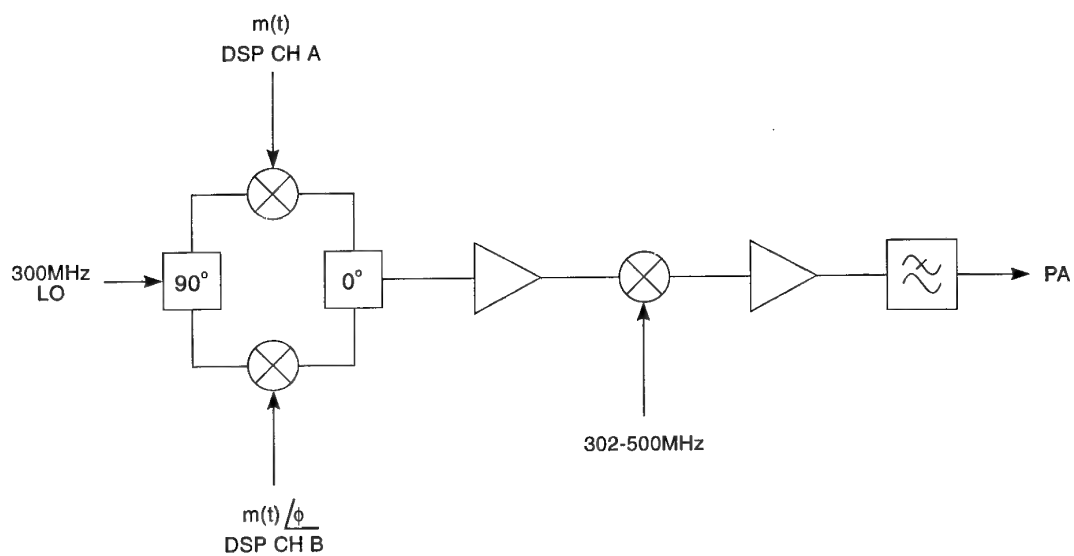 m(t)
DSP CH A
300MHz
LO
90°
0°
PA
302-500MHz
m(t) /ϕ
DSP CH B